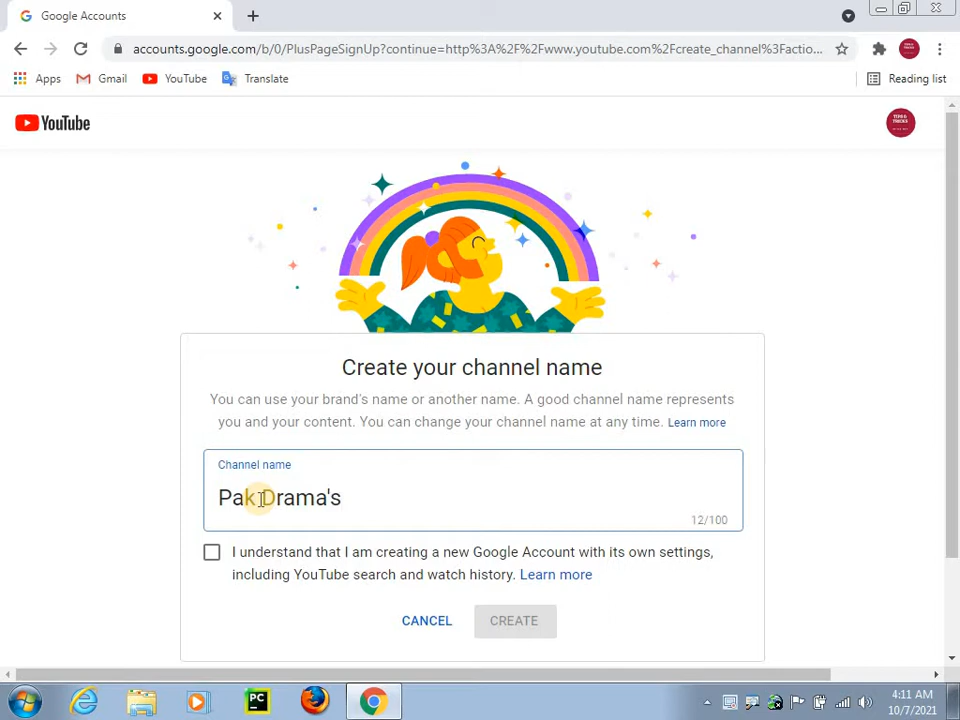 Google Accounts
accounts.google.com/b/0/PlusPageSignUp?continue=http%3A%2F%2Fwww.youtube.com%2Fcreate_channel%3Factio...
Apps Gmail YouTube Translate Reading list
YouTube
Create your channel name
You can use your brand's name or another name. A good channel name represents
you and your content. You can change your channel name at any time. Learn more
Channel name
Pak Drama's
12/100
I understand that I am creating a new Google Account with its own settings,
including YouTube search and watch history. Learn more
CANCEL CREATE
PC
4:11 AM
10/7/2021